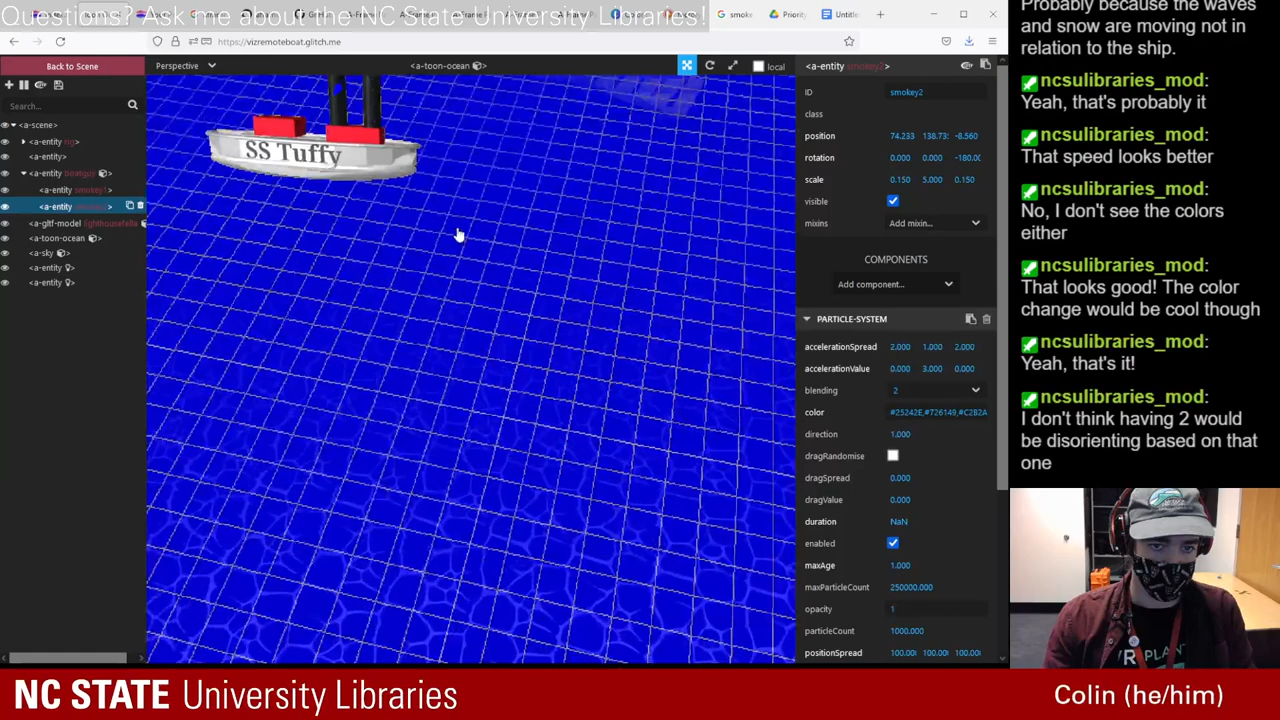 Questions? Ask me about the NC State University Libraries!
smoke
Priority
Untitle
https://vizremoteboat.glitch.me
Back to Scene
Perspective
<a-toon-ocean>
local
<a-entity smokey2>
Search...
<a-scene>
<a-entity rig>
<a-entity>
<a-entity boatguy>
<a-entity smokey1>
<a-entity
<a-gltf-model lighthousefella
<a-toon-ocean>
<a-sky>
<a-entity>
<a-entity>
SS Tuffy
ID smokey2
class
position 74.233 138.73 -8.560
rotation 0.000 0.000 -180.00
scale 0.150 5.000 0.150
visible
mixins Add mixin...
COMPONENTS
Add component...
PARTICLE-SYSTEM
accelerationSpread 2.000 1.000 2.000
accelerationValue 0.000 3.000 0.000
blending 2
color #25242E,#726149,#C2B2A
direction 1.000
dragRandomise
dragSpread 0.000
dragValue 0.000
duration NaN
enabled
maxAge 1.000
maxParticleCount 250000.000
opacity 1
particleCount 1000.000
positionSpread 100.00 100.00 100.00
Probably because the waves
and snow are moving not in
relation to the ship.
ncsulibraries_mod:
Yeah, that's probably it
ncsulibraries_mod:
That speed looks better
ncsulibraries_mod:
No, I don't see the colors
either
ncsulibraries_mod:
That looks good! The color
change would be cool though
ncsulibraries_mod:
Yeah, that's it!
ncsulibraries_mod:
I don't think having 2 would
be disorienting based on that
one
NC STATE University Libraries
Colin (he/him)